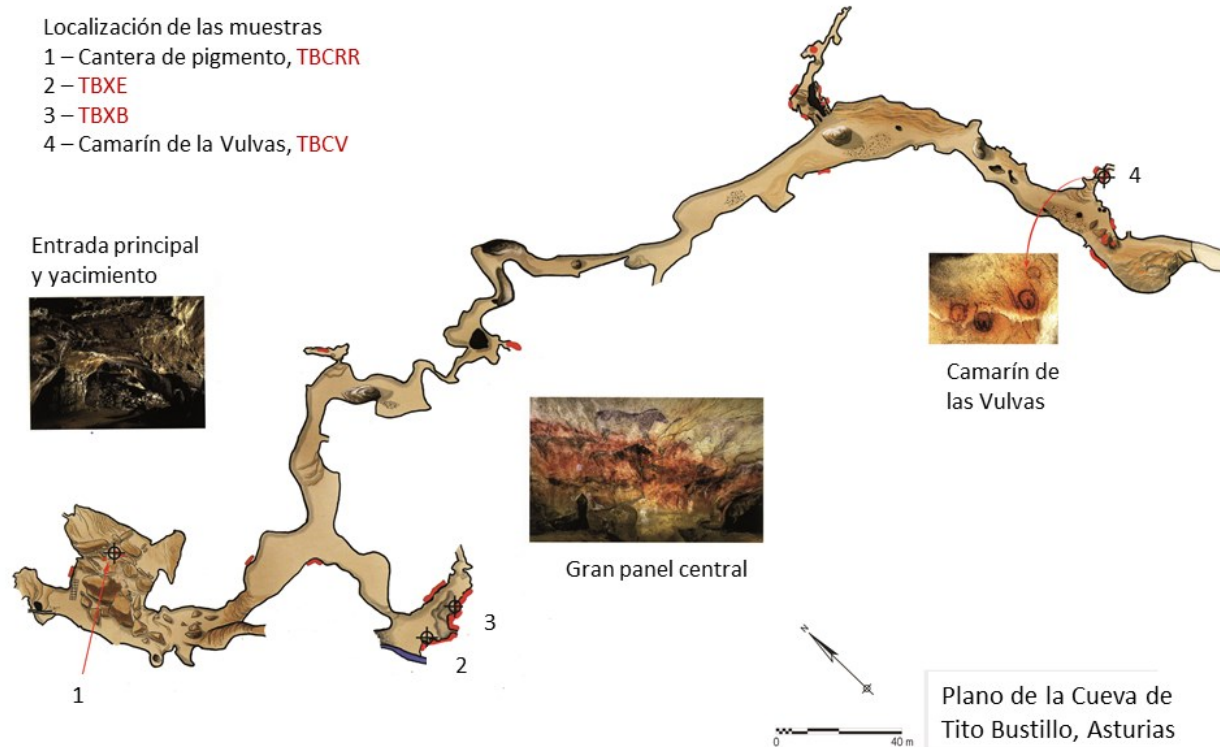 Localización de las muestras
1 – Cantera de pigmento, TBCRR
2 – TBXE
3 – TBXB
4 – Camarín de la Vulvas, TBCV
4
Entrada principal
y yacimiento
Camarín de
las Vulvas
Gran panel central
3
2
1
N
0 40 m
Plano de la Cueva de
Tito Bustillo, Asturias